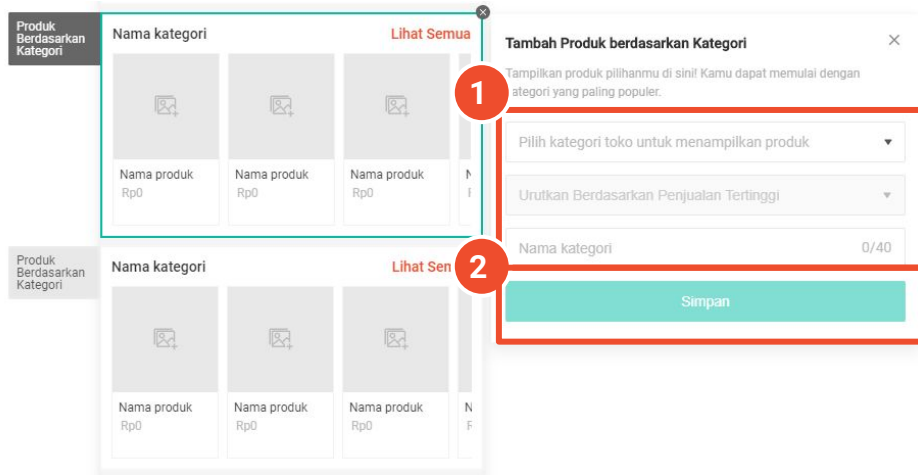 Produk
Berdasarkan
Kategori
Nama kategori
Lihat Semua
Nama produk
Rp0
Nama produk
Rp0
Nama produk
Rp0
Produk
Berdasarkan
Kategori
Nama kategori
Lihat Sem
Nama produk
Rp0
Nama produk
Rp0
Nama produk
Rp0
Tambah Produk berdasarkan Kategori
1
Tampilkan produk pilihanmu di sini! Kamu dapat memulai dengan
kategori yang paling populer.
Pilih kategori toko untuk menampilkan produk
Urutkan Berdasarkan Penjualan Tertinggi
Nama kategori 0/40
2
Simpan